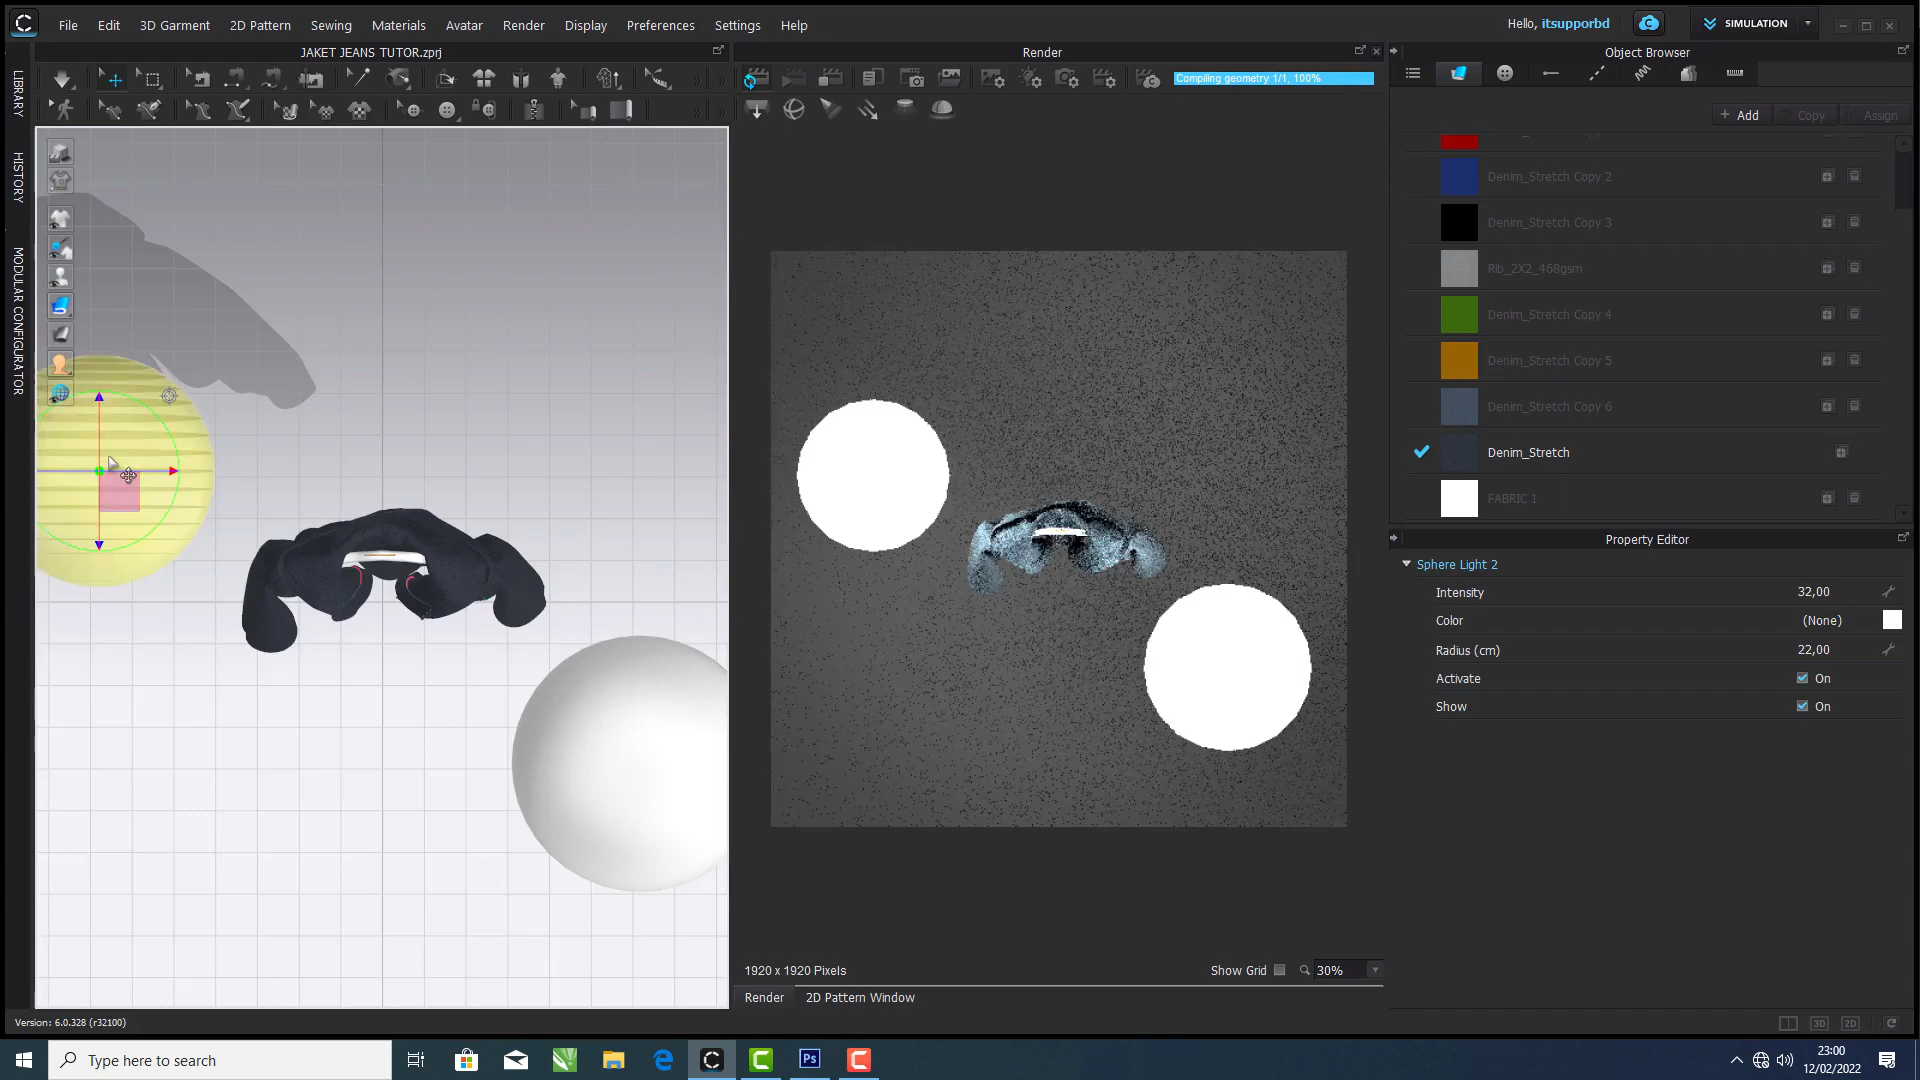 File Edit 3D Garment 2D Pattern Sewing Materials Avatar Render Display Preferences Settings Help
Hello, itsupporbd
SIMULATION
JAKET JEANS TUTOR.zprj
Render
Object Browser
Compiling geometry 1/1, 100%
LIBRARY
HISTORY
MODULAR CONFIGURATOR
+ Add
Copy
Assign
Denim_Stretch Copy 2
Denim_Stretch Copy 3
Rib_2X2_468gsm
Denim_Stretch Copy 4
Denim_Stretch Copy 5
Denim_Stretch Copy 6
Denim_Stretch
FABRIC 1
Property Editor
Sphere Light 2
Intensity 32,00
Color (None)
Radius (cm) 22,00
Activate On
Show On
1920 x 1920 Pixels
Show Grid
30%
Render 2D Pattern Window
Version: 6.0.328 (r32100)
3D
2D
Type here to search
Ps
23:00
12/02/2022